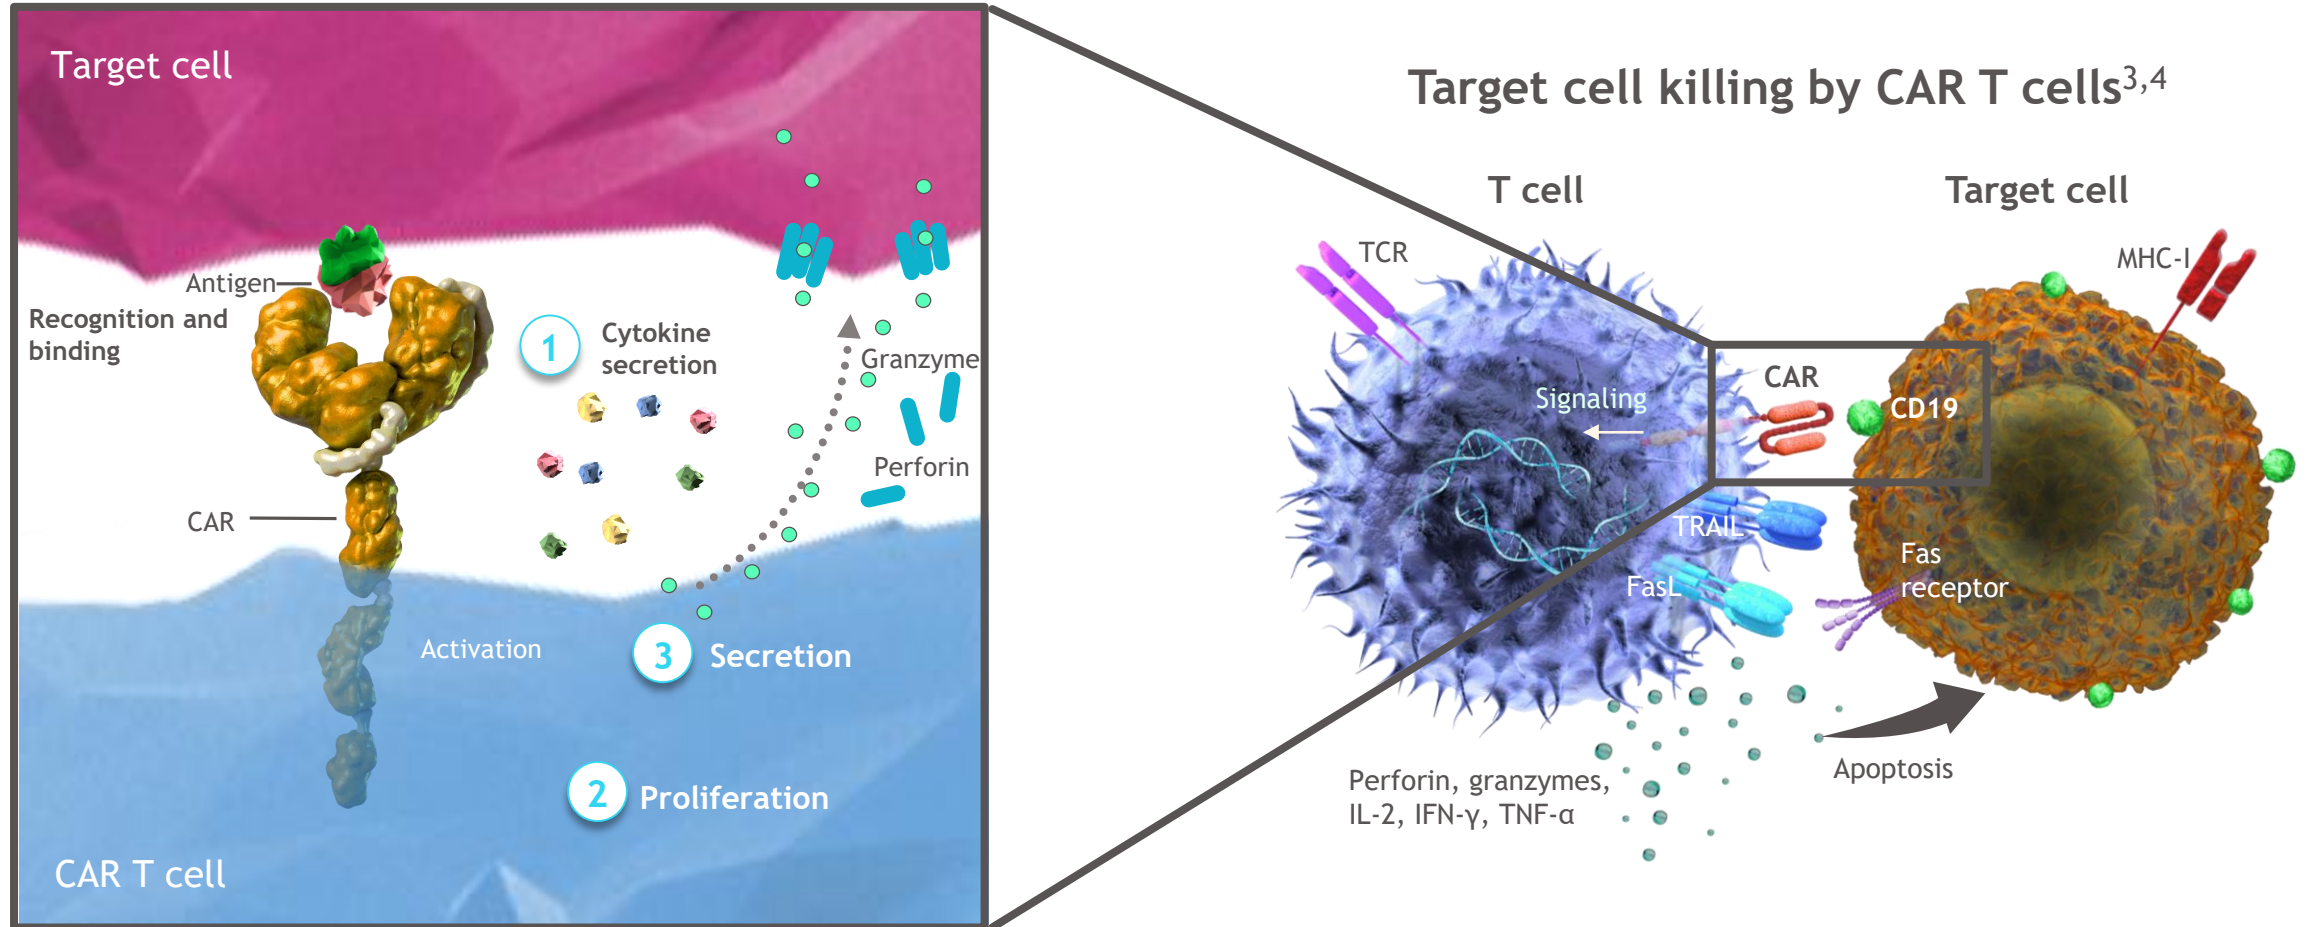 Target cell
Antigen
Recognition and
binding
1
Cytokine
secretion
Granzyme
Perforin
CAR
Activation
3
Secretion
2
Proliferation
CAR T cell
Target cell killing by CAR T cells3,4
T cell
Target cell
TCR
MHC-I
CAR
CD19
Signaling
TRAIL
FasL
Fas
receptor
Perforin, granzymes,
IL-2, IFN-γ, TNF-α
Apoptosis